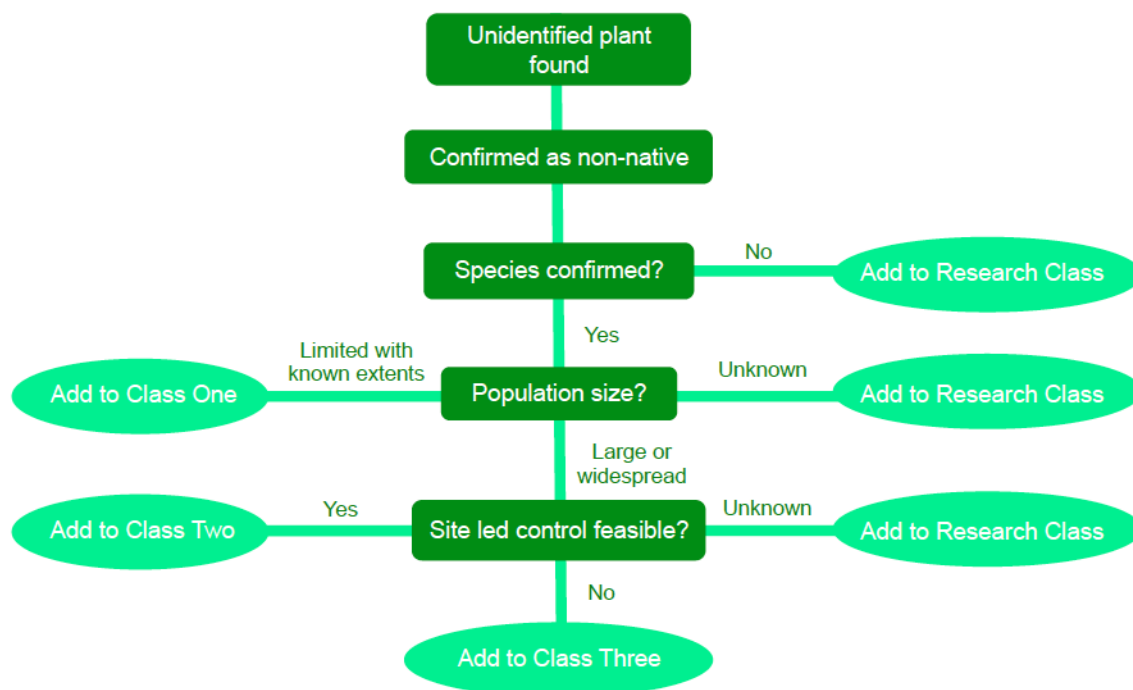 Unidentified plant
found
Confirmed as non-native
Species confirmed?
No
Add to Research Class
Yes
Limited with
known extents
Add to Class One
Population size?
Unknown
Add to Research Class
Large or
widespread
Add to Class Two
Yes
Site led control feasible?
Unknown
Add to Research Class
No
Add to Class Three